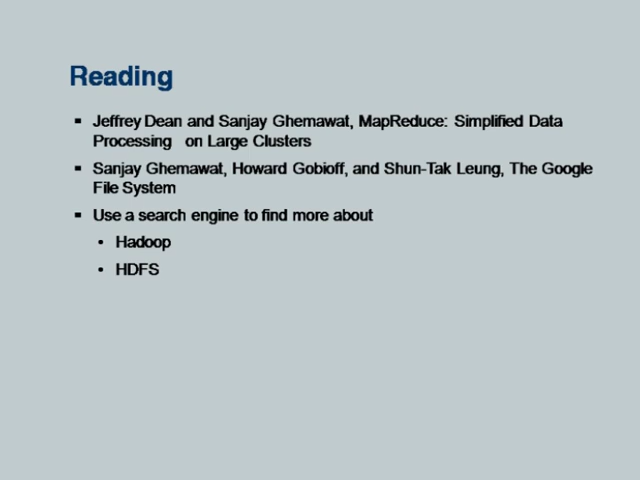 Reading
▪ Jeffrey Dean and Sanjay Ghemawat, MapReduce: Simplified Data
Processing on Large Clusters
▪ Sanjay Ghemawat, Howard Gobioff, and Shun-Tak Leung, The Google
File System
▪ Use a search engine to find more about
• Hadoop
• HDFS